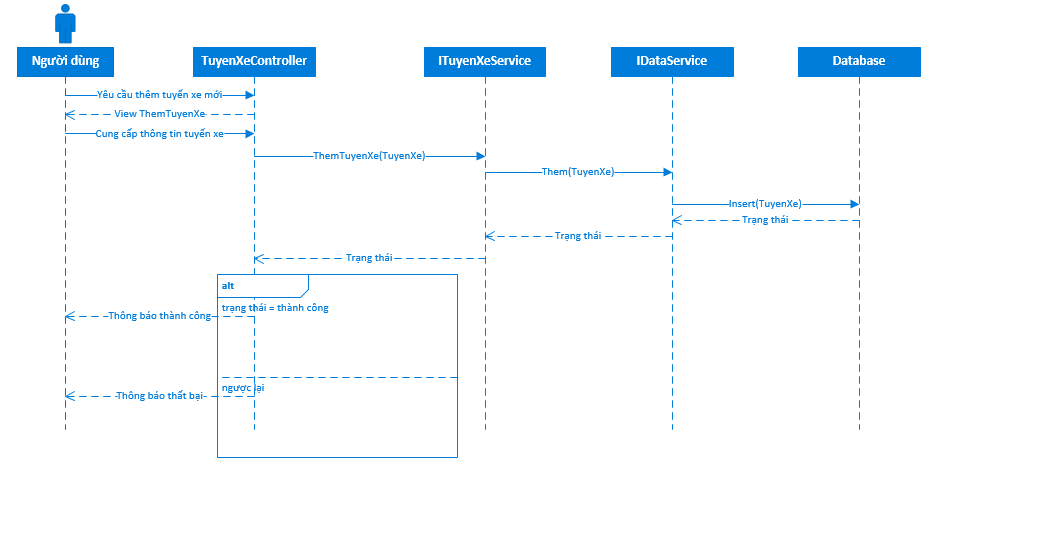 Người dùng
TuyenXeController
ITuyenXeService
IDataService
Database
Yêu cầu thêm tuyến xe mới
View ThemTuyenXe
Cung cấp thông tin tuyến xe
ThemTuyenXe(TuyenXe)
Them(TuyenXe)
Insert(TuyenXe)
Trạng thái
Trạng thái
Trạng thái
alt
trạng thái = thành công
Thông báo thành công
ngược lại
Thông báo thất bại